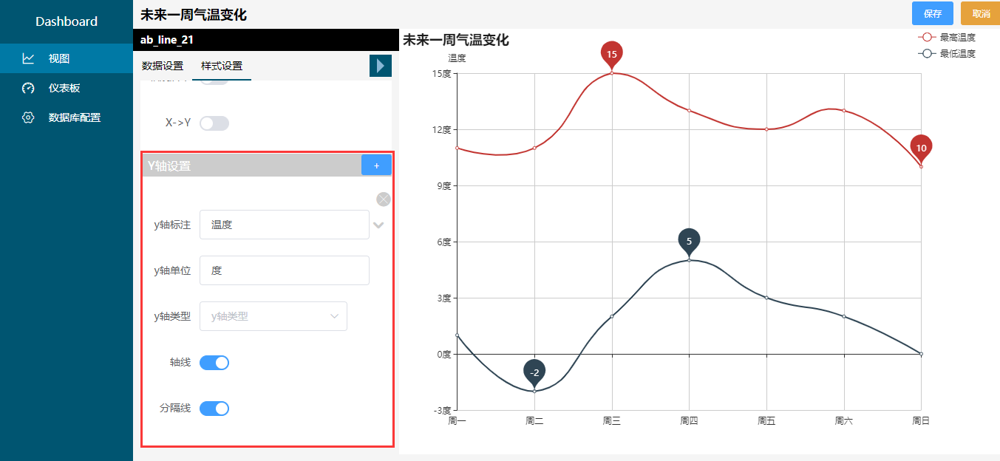 Dashboard
视图
仪表板
数据库配置
未来一周气温变化
保存
取消
ab_line_21
数据设置 样式设置
X->Y
Y轴设置
+
y轴标注 温度
y轴单位 度
y轴类型 y轴类型
轴线
分隔线
未来一周气温变化
最高温度
最低温度
温度
15度
12度
9度
6度
3度
0度
-3度
15
10
5
-2
周一 周二 周三 周四 周五 周六 周日